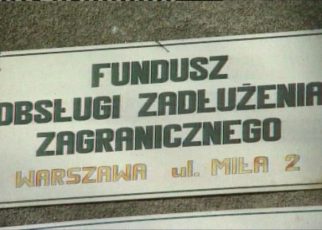 FUNDUSZ
OBSŁUGI ZADŁUŻENIA
ZAGRANICZNEGO
WARSZAWA ul. MIŁA 2